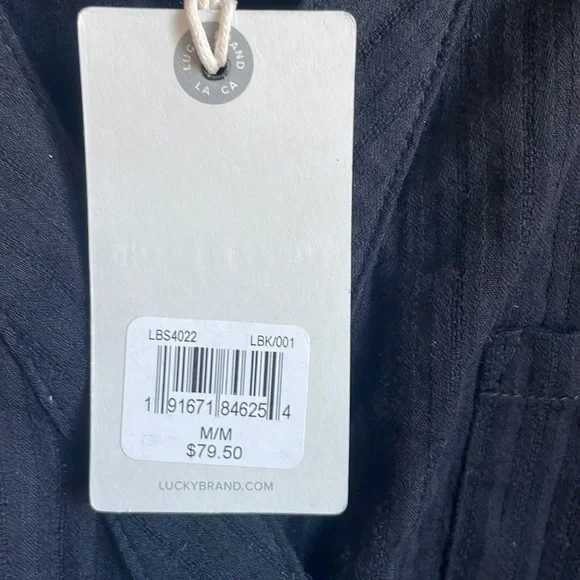 LUCKY BRAND
LA CA
LBS4022 LBK/001
1 91671 84625 4
M/M
$79.50
LUCKYBRAND.COM